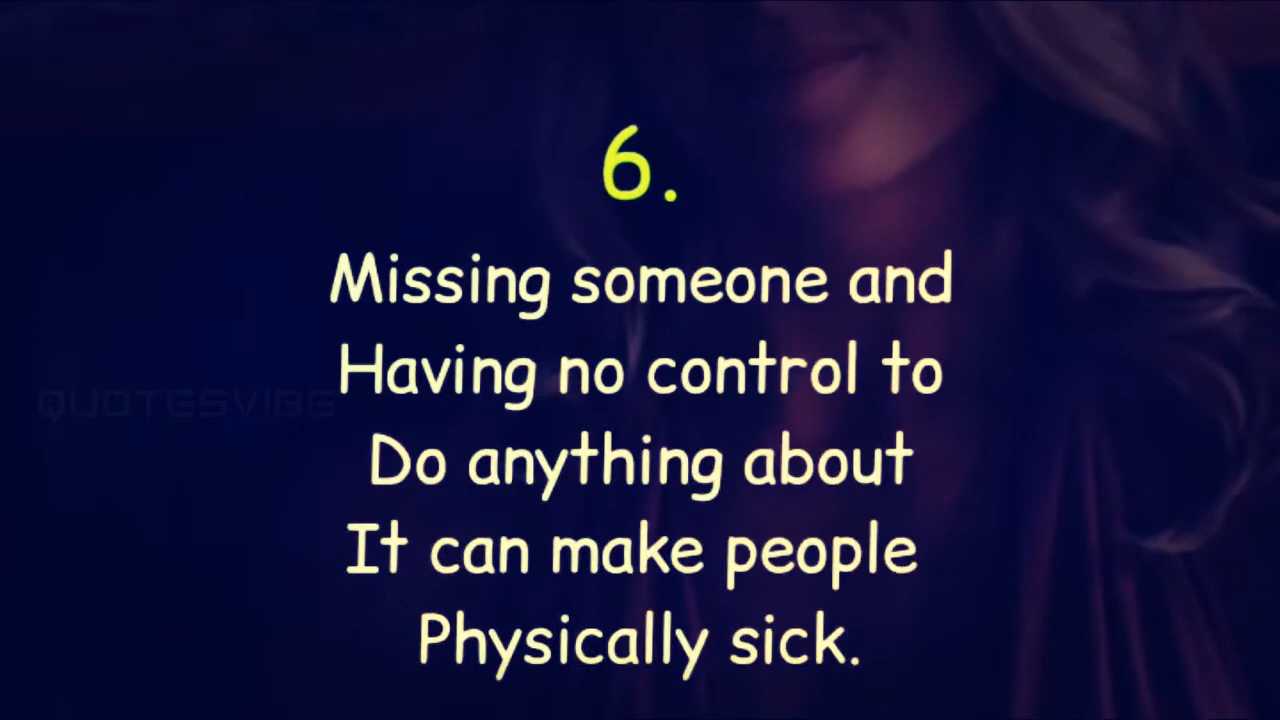 6.
Missing someone and
Having no control to
Do anything about
It can make people
Physically sick.
QUOTESVIBE